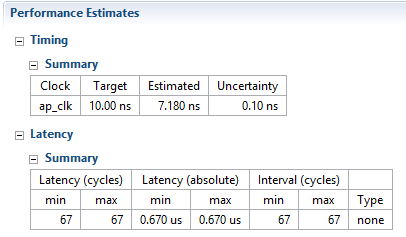 Performance Estimates
Timing
Summary
Clock Target Estimated Uncertainty
ap_clk 10.00 ns 7.180 ns 0.10 ns
Latency
Summary
Latency (cycles) Latency (absolute) Interval (cycles)
min max min max min max Type
67 67 0.670 us 0.670 us 67 67 none